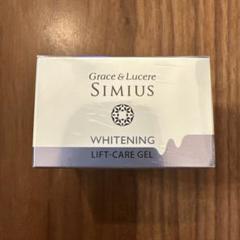 Grace & Lucere
SIMIUS
WHITENING
LIFT-CARE GEL